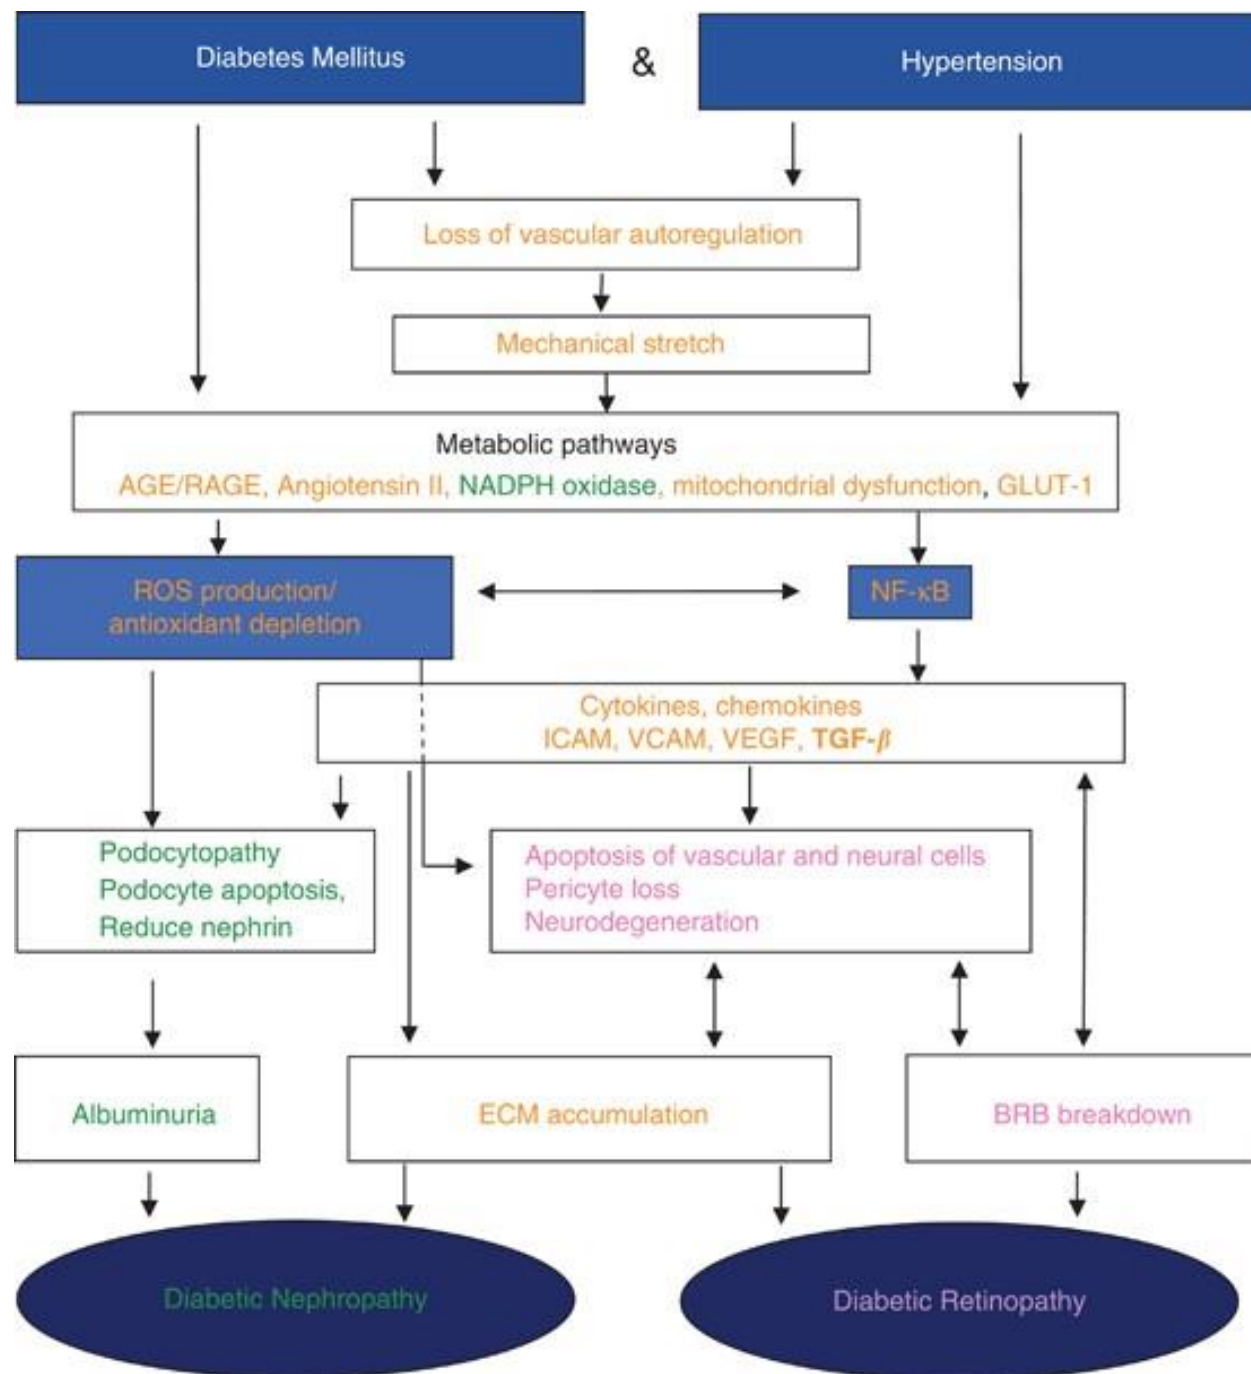 Diabetes Mellitus
&
Hypertension
Loss of vascular autoregulation
Mechanical stretch
Metabolic pathways
AGE/RAGE, Angiotensin II, NADPH oxidase, mitochondrial dysfunction, GLUT-1
ROS production/
antioxidant depletion
NF-κB
Cytokines, chemokines
ICAM, VCAM, VEGF, TGF-β
Podocytopathy
Podocyte apoptosis,
Reduce nephrin
Apoptosis of vascular and neural cells
Pericyte loss
Neurodegeneration
Albuminuria
ECM accumulation
BRB breakdown
Diabetic Nephropathy
Diabetic Retinopathy